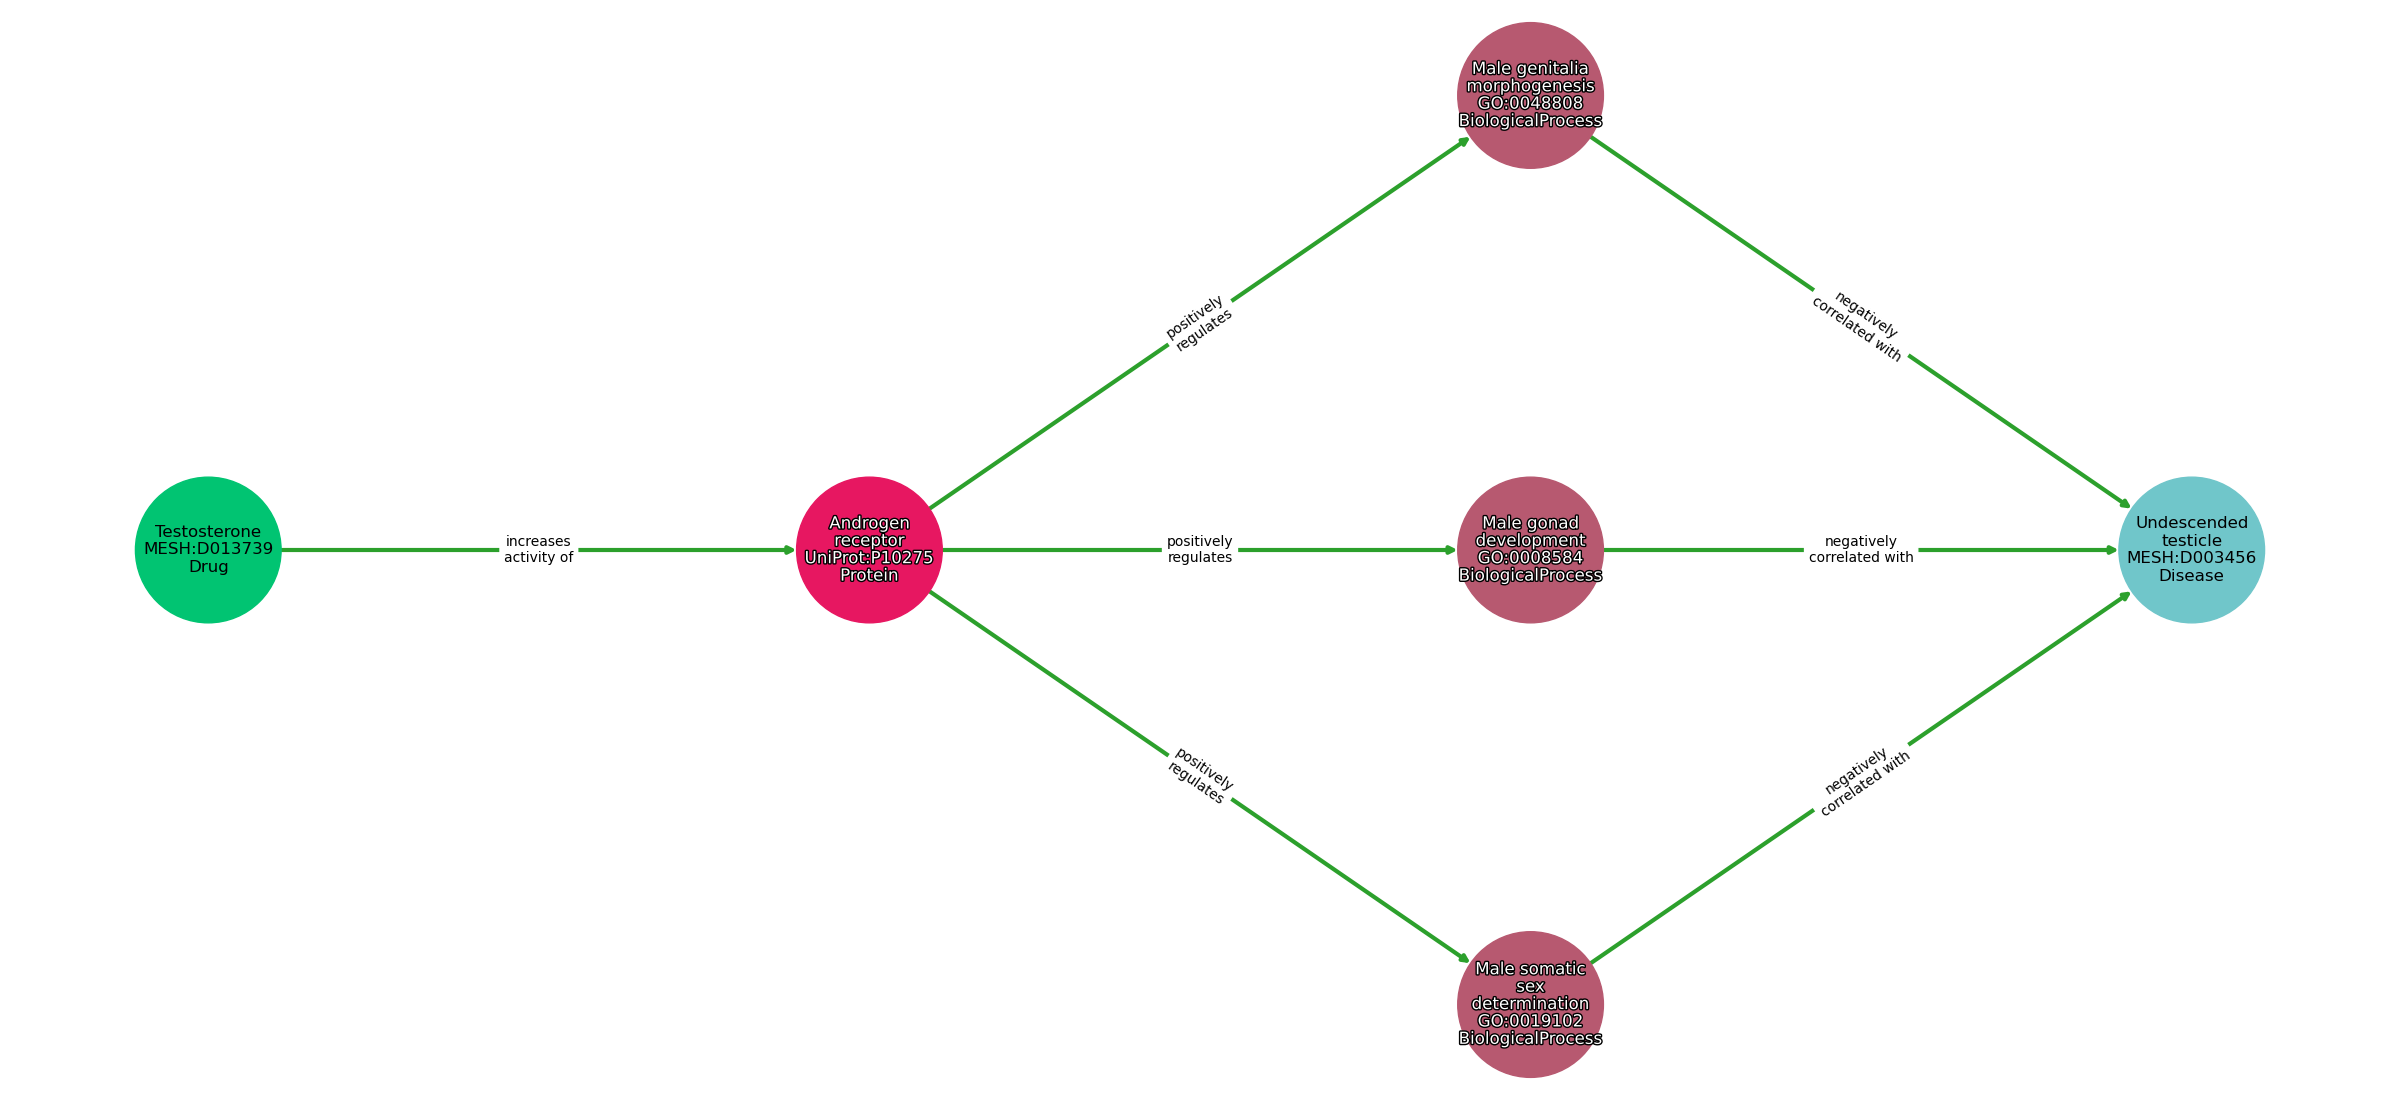 Male genitalia
morphogenesis
GO:0048808
BiologicalProcess
positively
regulates
negatively
correlated with
Testosterone
MESH:D013739
Drug
increases
activity of
Androgen
receptor
UniProt:P10275
Protein
positively
regulates
Male gonad
development
GO:0008584
BiologicalProcess
negatively
correlated with
Undescended
testicle
MESH:D003456
Disease
positively
regulates
negatively
correlated with
Male somatic
sex
determination
GO:0019102
BiologicalProcess